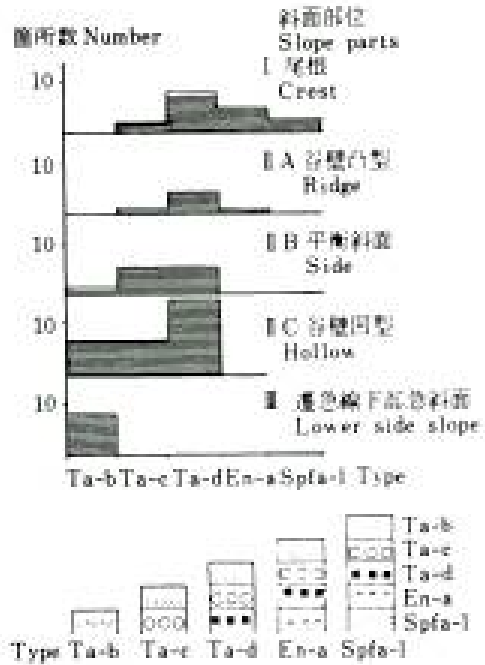 箇所数 Number
斜面部位
Slope parts
I 尾根
Crest
10
II A 谷壁凸型
Ridge
10
II B 平衡斜面
Side
10
II C 谷壁凹型
Hollow
10
III 遷急線下部急斜面
Lower side slope
10
Ta-b Ta-c Ta-d En-a Spfa-1 Type
Ta-b
Ta-c
Ta-d
En-a
Spfa-1
Type Ta-b Ta-c Ta-d En-a Spfa-1